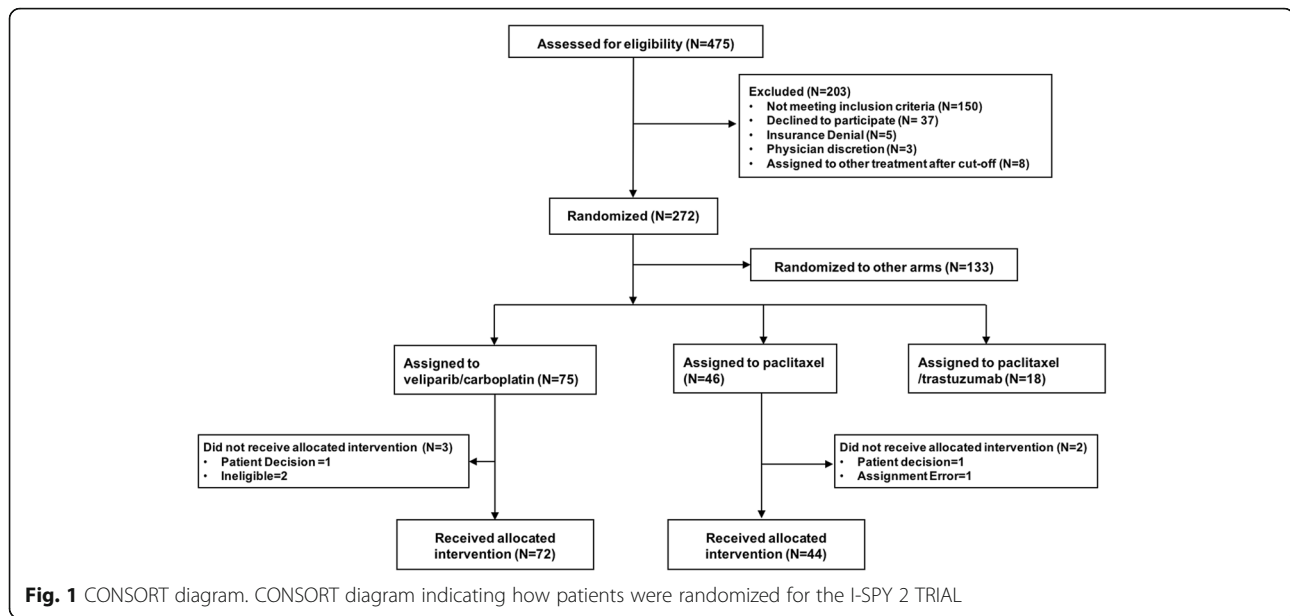 Assessed for eligibility (N=475)
Excluded (N=203)
• Not meeting inclusion criteria (N=150)
• Declined to participate (N= 37)
• Insurance Denial (N=5)
• Physician discretion (N=3)
• Assigned to other treatment after cut-off (N=8)
Randomized (N=272)
Randomized to other arms (N=133)
Assigned to
veliparib/carboplatin (N=75)
Assigned to paclitaxel
(N=46)
Assigned to paclitaxel
/trastuzumab (N=18)
Did not receive allocated intervention (N=3)
• Patient Decision =1
• Ineligible=2
Did not receive allocated intervention (N=2)
• Patient decision=1
• Assignment Error=1
Received allocated
intervention (N=72)
Received allocated
intervention (N=44)
Fig. 1 CONSORT diagram. CONSORT diagram indicating how patients were randomized for the I-SPY 2 TRIAL